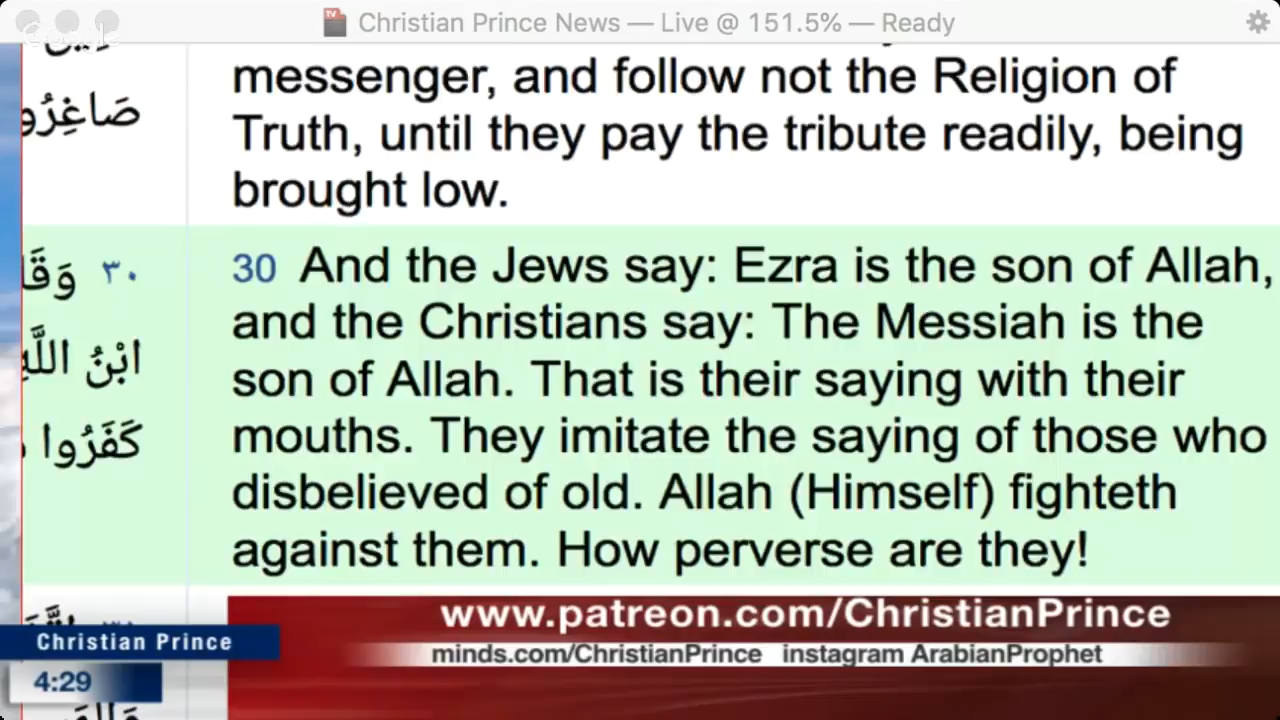 Christian Prince News — Live @ 151.5% — Ready
Google
messenger, and follow not the Religion of
Truth, until they pay the tribute readily, being
brought low.
صَاغِرُو
30 And the Jews say: Ezra is the son of Allah,
and the Christians say: The Messiah is the
son of Allah. That is their saying with their
mouths. They imitate the saying of those who
disbelieved of old. Allah (Himself) fighteth
against them. How perverse are they!
٣٠ وَقَا
ابْنُ اللَّهِ
كَفَرُوا
www.patreon.com/ChristianPrince
minds.com/ChristianPrince instagram ArabianProphet
Christian Prince
4:29